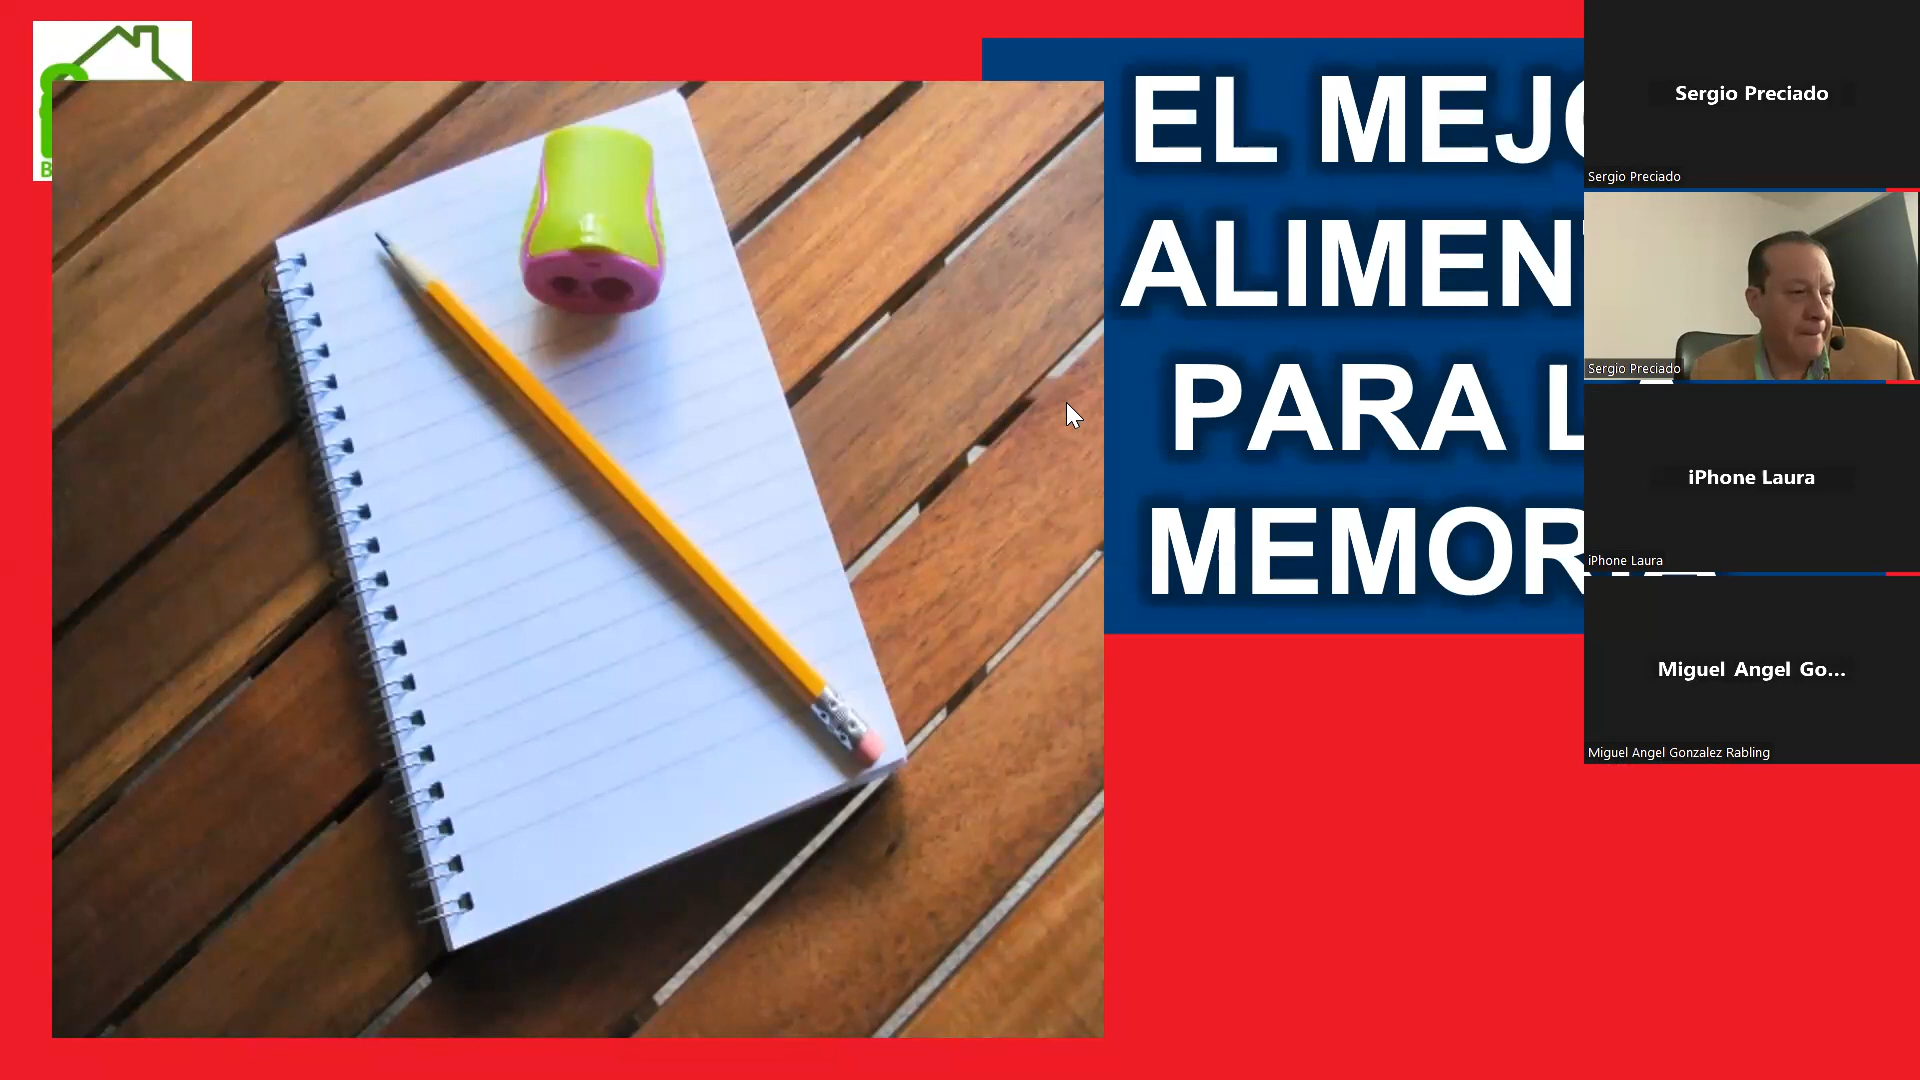 B
EL MEJO
ALIMEN
PARA L
MEMOR
Sergio Preciado
Sergio Preciado
Sergio Preciado
iPhone Laura
iPhone Laura
Miguel Angel Go...
Miguel Angel Gonzalez Rabling